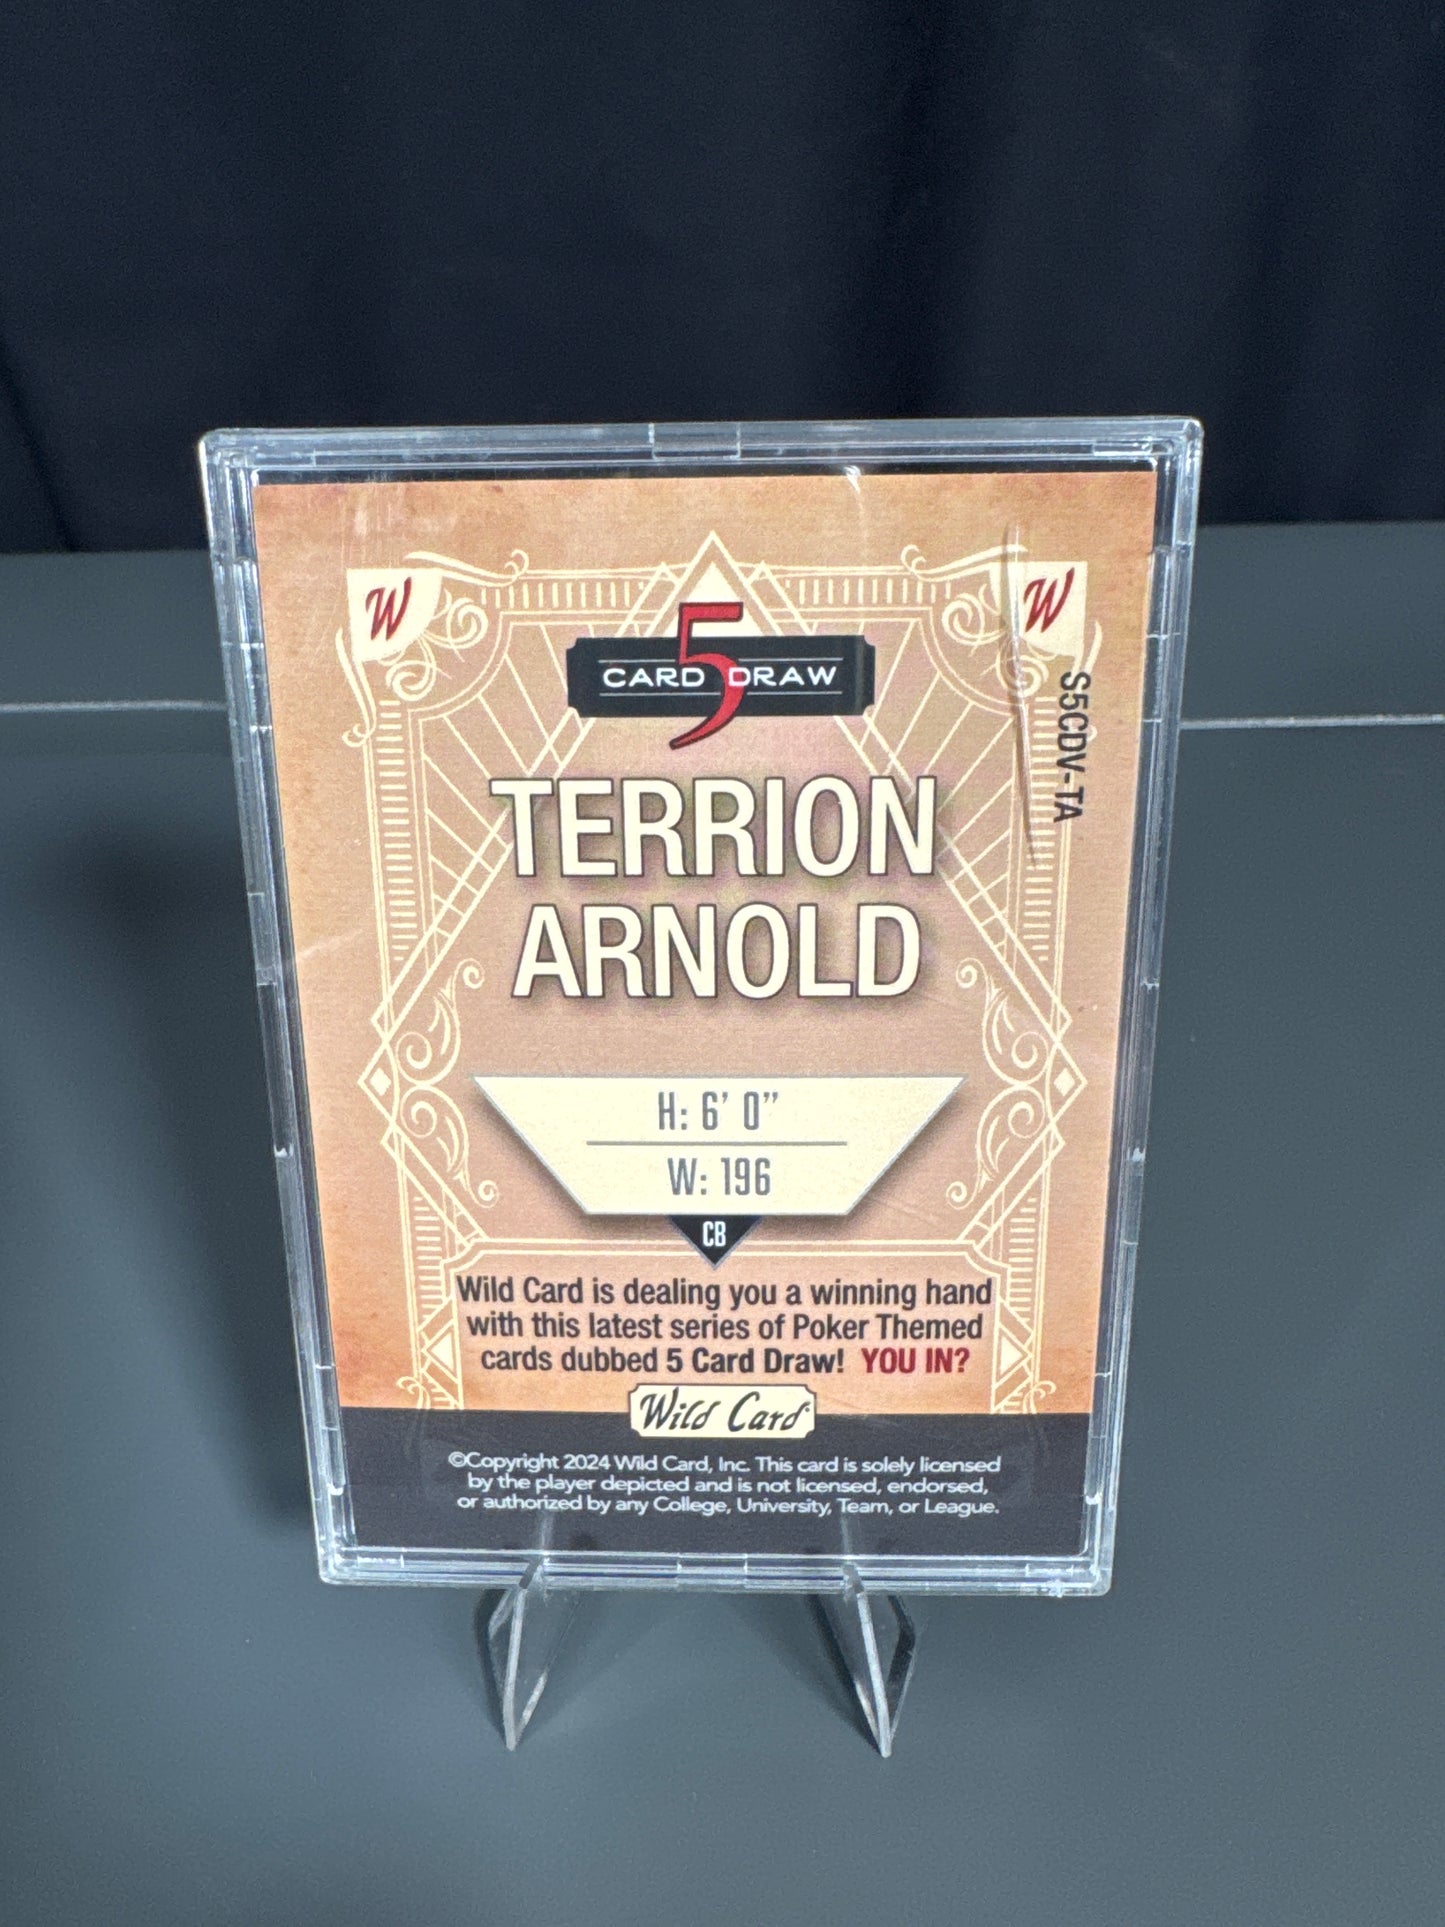 W
W
5
CARD DRAW
S5CDV-TA
TERRION
ARNOLD
H: 6' 0"
W: 196
CB
Wild Card is dealing you a winning hand
with this latest series of Poker Themed
cards dubbed 5 Card Draw! YOU IN?
Wild Card
©Copyright 2024 Wild Card, Inc. This card is solely licensed
by the player depicted and is not licensed, endorsed,
or authorized by any College, University, Team, or League.